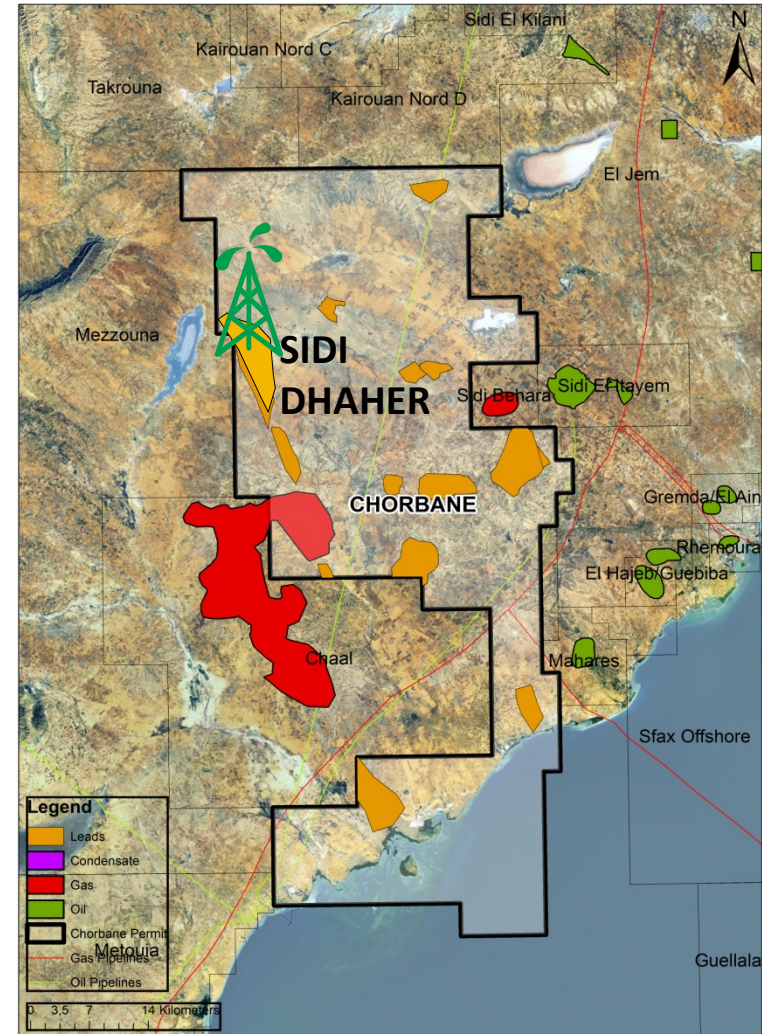 Sidi El Kilani
N
Kairouan Nord C
Takrouna
Kairouan Nord D
El Jem
Mezzouna
SIDI
DHAHER
Sidi Behara
Sidi El Itayem
CHORBANE
Gremda/El Ain
Rhemoura
El Hajeb/Guebiba
Chaal
Mahares
Sfax Offshore
Legend
Leads
Condensate
Gas
Oil
Chorbane Permit
Metouia
Gas Pipelines
Oil Pipelines
Guellala
0 3.5 7 14 Kilometers